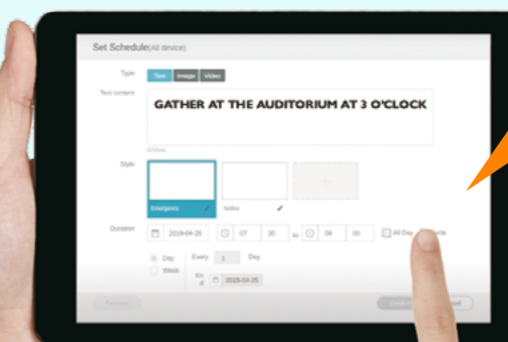 Set Schedule(All device)
Type Text Image Video
Text content
GATHER AT THE AUDITORIUM AT 3 O'CLOCK
Style
Emergency Notice
Duration 2019-04-25 07 30 to 08 00 All Day
Day Every 1 Day
Week End 2019-04-25